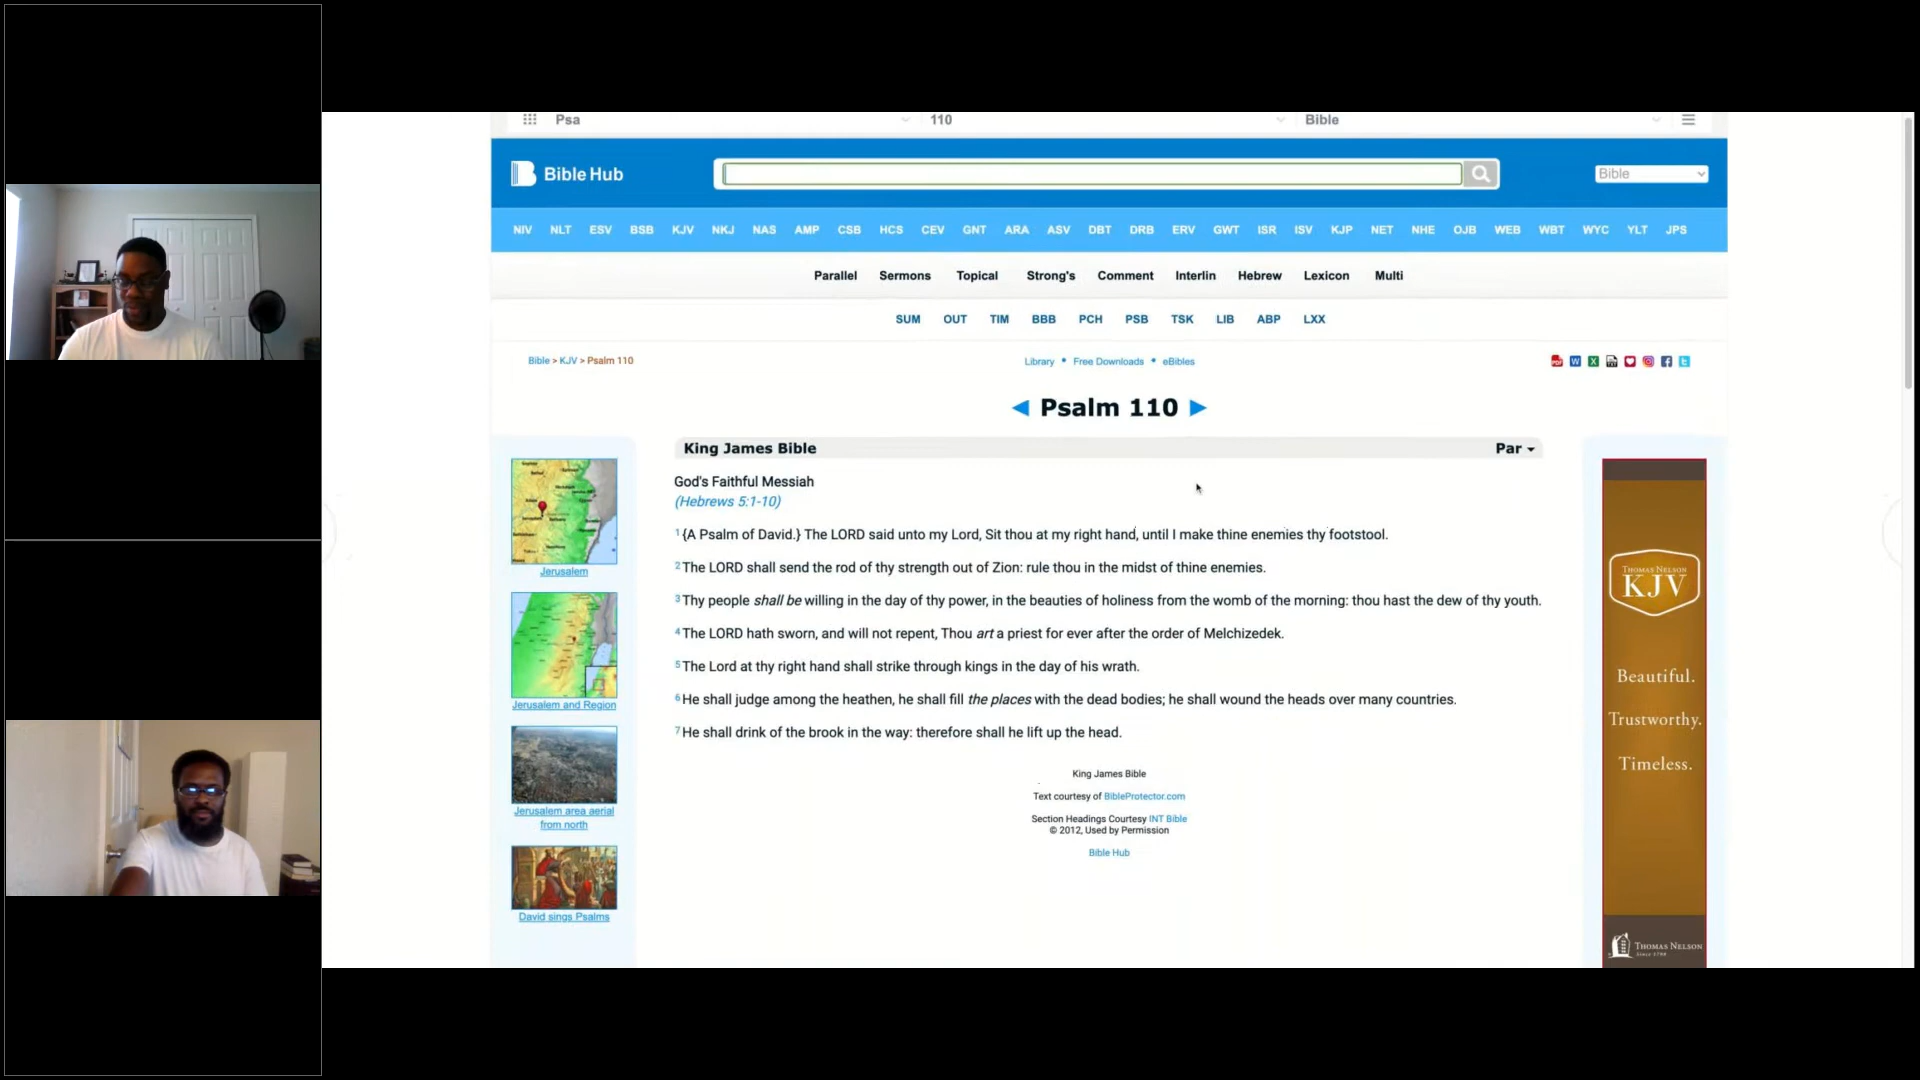 Psa 110 Bible
Bible Hub
Bible
NIV NLT ESV BSB KJV NKJ NAS AMP CSB HCS CEV GNT ARA ASV DBT DRB ERV GWT ISR ISV KJP NET NHE OJB WEB WBT WYC YLT JPS
Parallel Sermons Topical Strong's Comment Interlin Hebrew Lexicon Multi
SUM OUT TIM BBB PCH PSB TSK LIB ABP LXX
Bible > KJV > Psalm 110
Library • Free Downloads • eBibles
◄ Psalm 110 ►
King James Bible
Par
God's Faithful Messiah
(Hebrews 5:1-10)
1 {A Psalm of David.} The LORD said unto my Lord, Sit thou at my right hand, until I make thine enemies thy footstool.
2 The LORD shall send the rod of thy strength out of Zion: rule thou in the midst of thine enemies.
3 Thy people shall be willing in the day of thy power, in the beauties of holiness from the womb of the morning: thou hast the dew of thy youth.
4 The LORD hath sworn, and will not repent, Thou art a priest for ever after the order of Melchizedek.
5 The Lord at thy right hand shall strike through kings in the day of his wrath.
6 He shall judge among the heathen, he shall fill the places with the dead bodies; he shall wound the heads over many countries.
7 He shall drink of the brook in the way: therefore shall he lift up the head.
King James Bible
Text courtesy of BibleProtector.com
Section Headings Courtesy INT Bible
© 2012, Used by Permission
Bible Hub
Jerusalem
Jerusalem and Region
Jerusalem area aerial
from north
David sings Psalms
THOMAS NELSON
KJV
Beautiful.
Trustworthy.
Timeless.
THOMAS NELSON
Since 1798